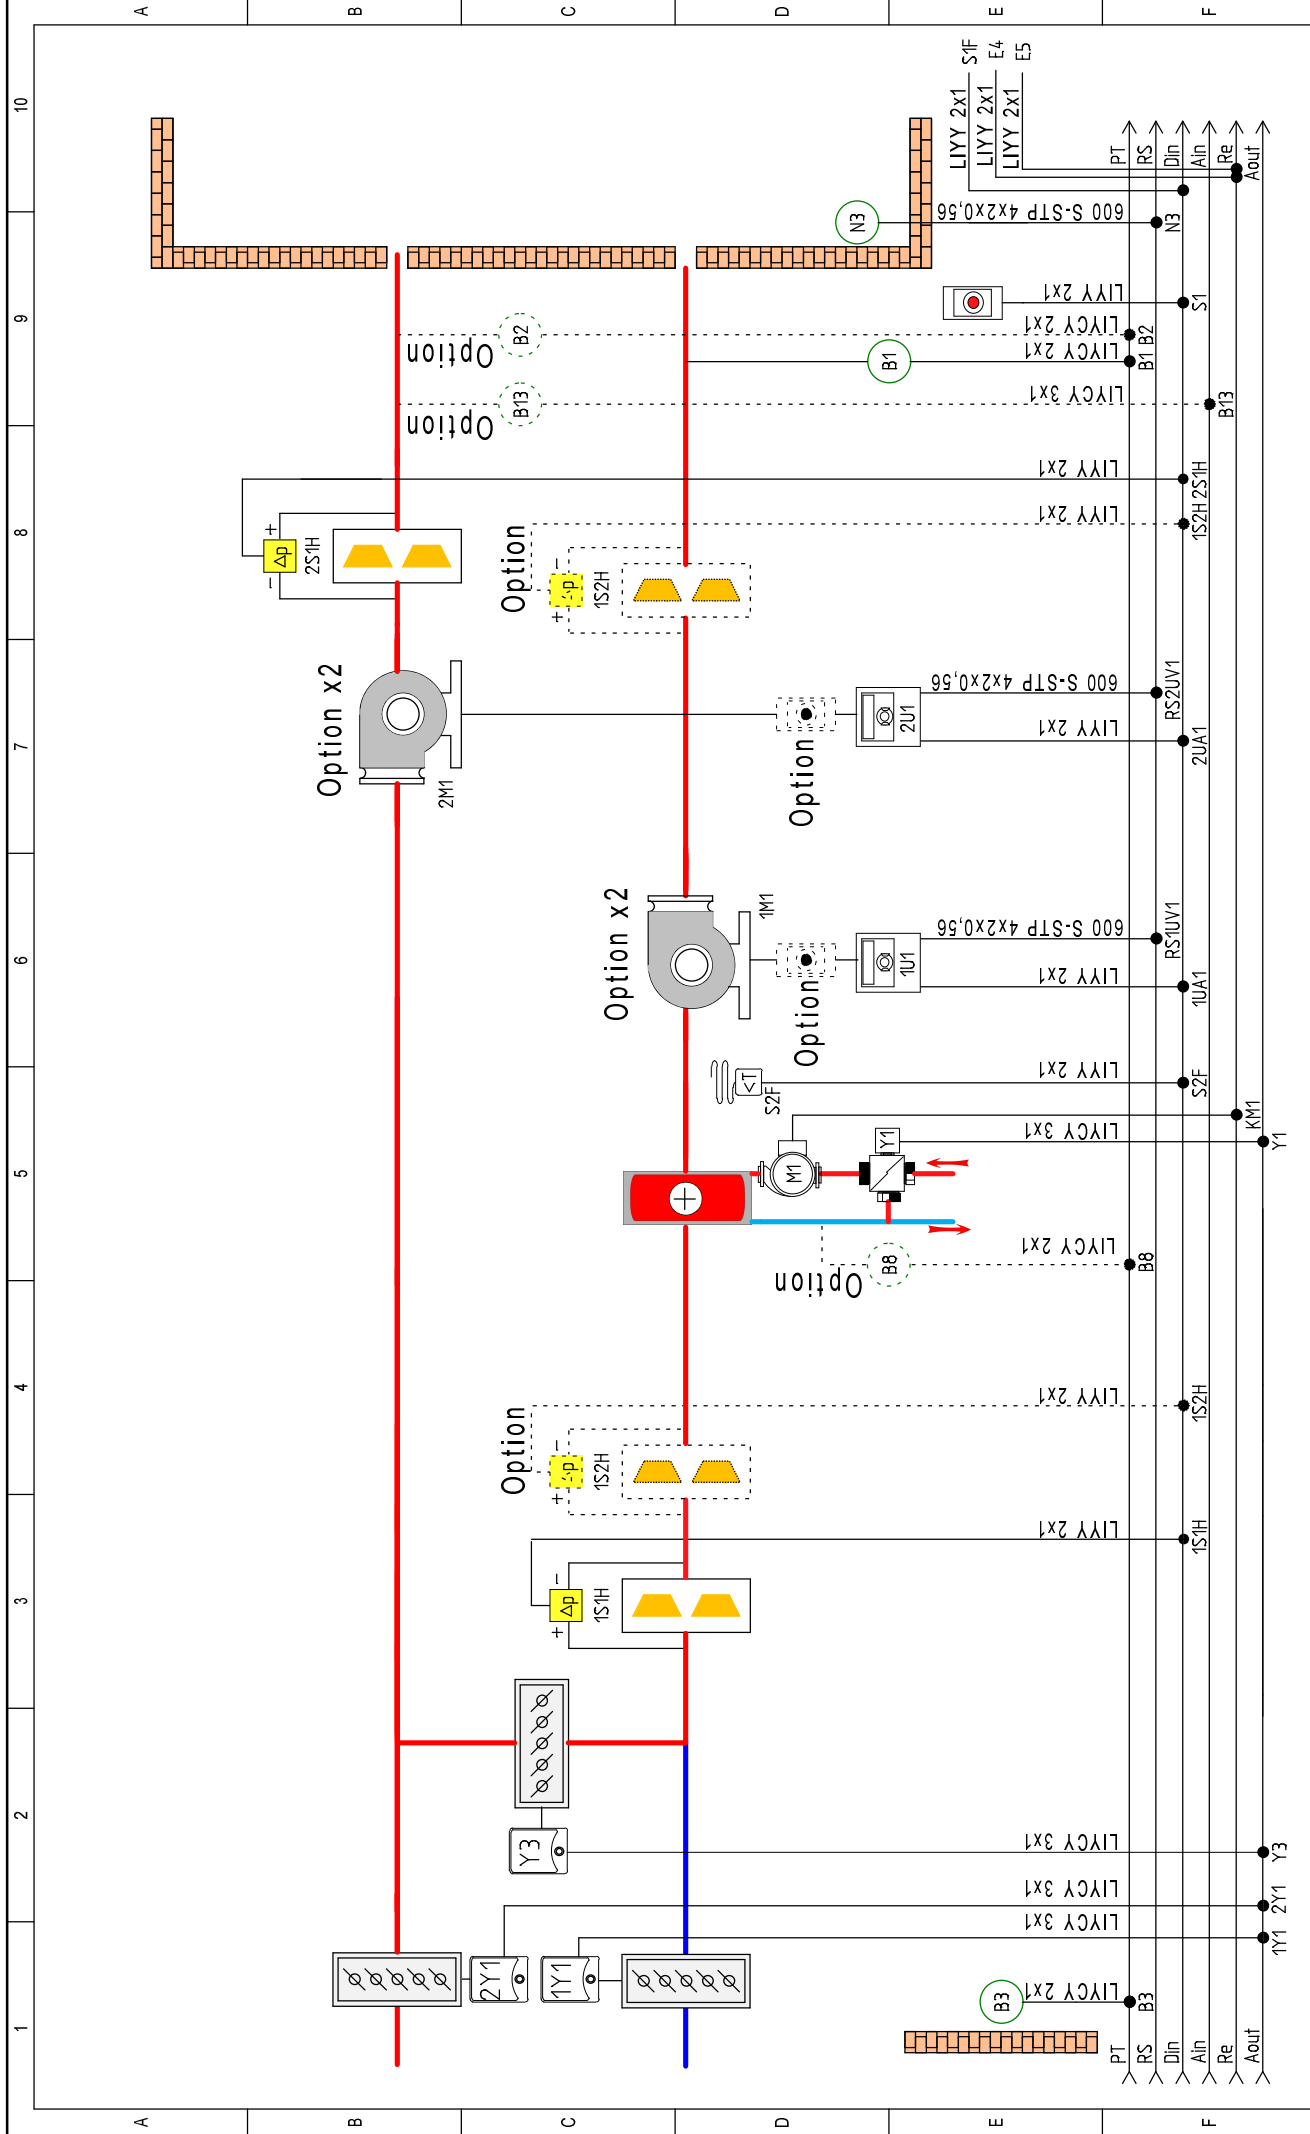 A B C D E F
1 2 3 4 5 6 7 8 9 10
A B C D E F
Option x2
2M1
2S1H
Δp
- +
Option
B13
Option
B2
2Y1
1Y1
Y3
1S1H
Δp
+ -
Option
1S2H
p
+ -
Option x2
1M1
Option
1S2H
p
+ -
S2F
<T
M1
Y1
Option
B8
Option
1U1
Option
2U1
B1
N3
B3
LIYCY 2x1
LIYCY 3x1
LIYCY 3x1
LIYCY 3x1
LIYY 2x1
LIYY 2x1
LIYCY 2x1
LIYCY 3x1
LIYY 2x1
LIYY 2x1
600 S-STP 4x2x0,56
LIYY 2x1
600 S-STP 4x2x0,56
LIYY 2x1
LIYY 2x1
LIYCY 3x1
LIYCY 2x1
LIYCY 2x1
LIYY 2x1
600 S-STP 4x2x0,56
LIYY 2x1 S1F
LIYY 2x1 E4
LIYY 2x1 E5
PT PT
RS RS
Din Din
Ain Ain
Re Re
Aout Aout
B3
1Y1
2Y1
Y3
1S1H
1S2H
B8
Y1
KM1
S2F
1UA1
RS1UV1
2UA1
RS2UV1
1S2H
2S1H
B13
B1
B2
S1
N3